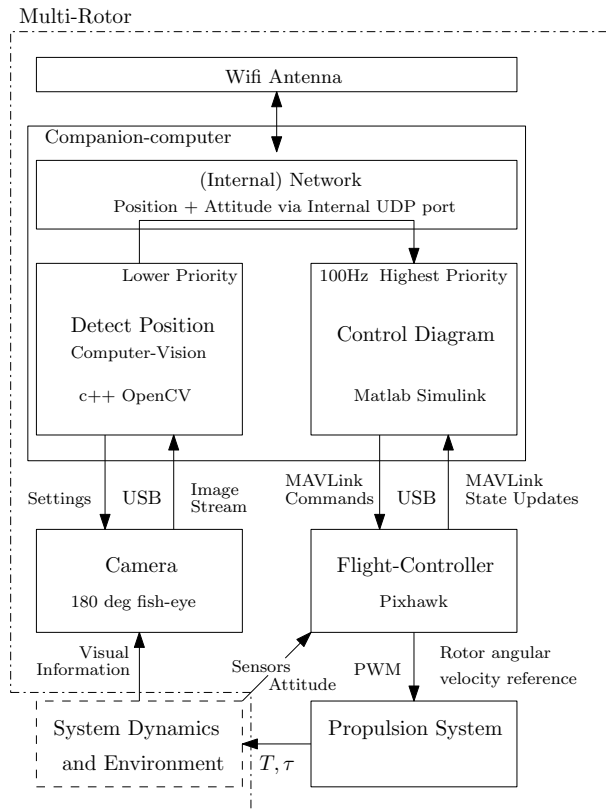 Multi-Rotor
Wifi Antenna
Companion-computer
(Internal) Network
Position + Attitude via Internal UDP port
Lower Priority
Detect Position
Computer-Vision
c++ OpenCV
100Hz Highest Priority
Control Diagram
Matlab Simulink
Settings
USB
Image
Stream
MAVLink
Commands
USB
MAVLink
State Updates
Camera
180 deg fish-eye
Flight-Controller
Pixhawk
Visual
Information
Sensors
Attitude
PWM
Rotor angular
velocity reference
System Dynamics
and Environment
T, τ
Propulsion System